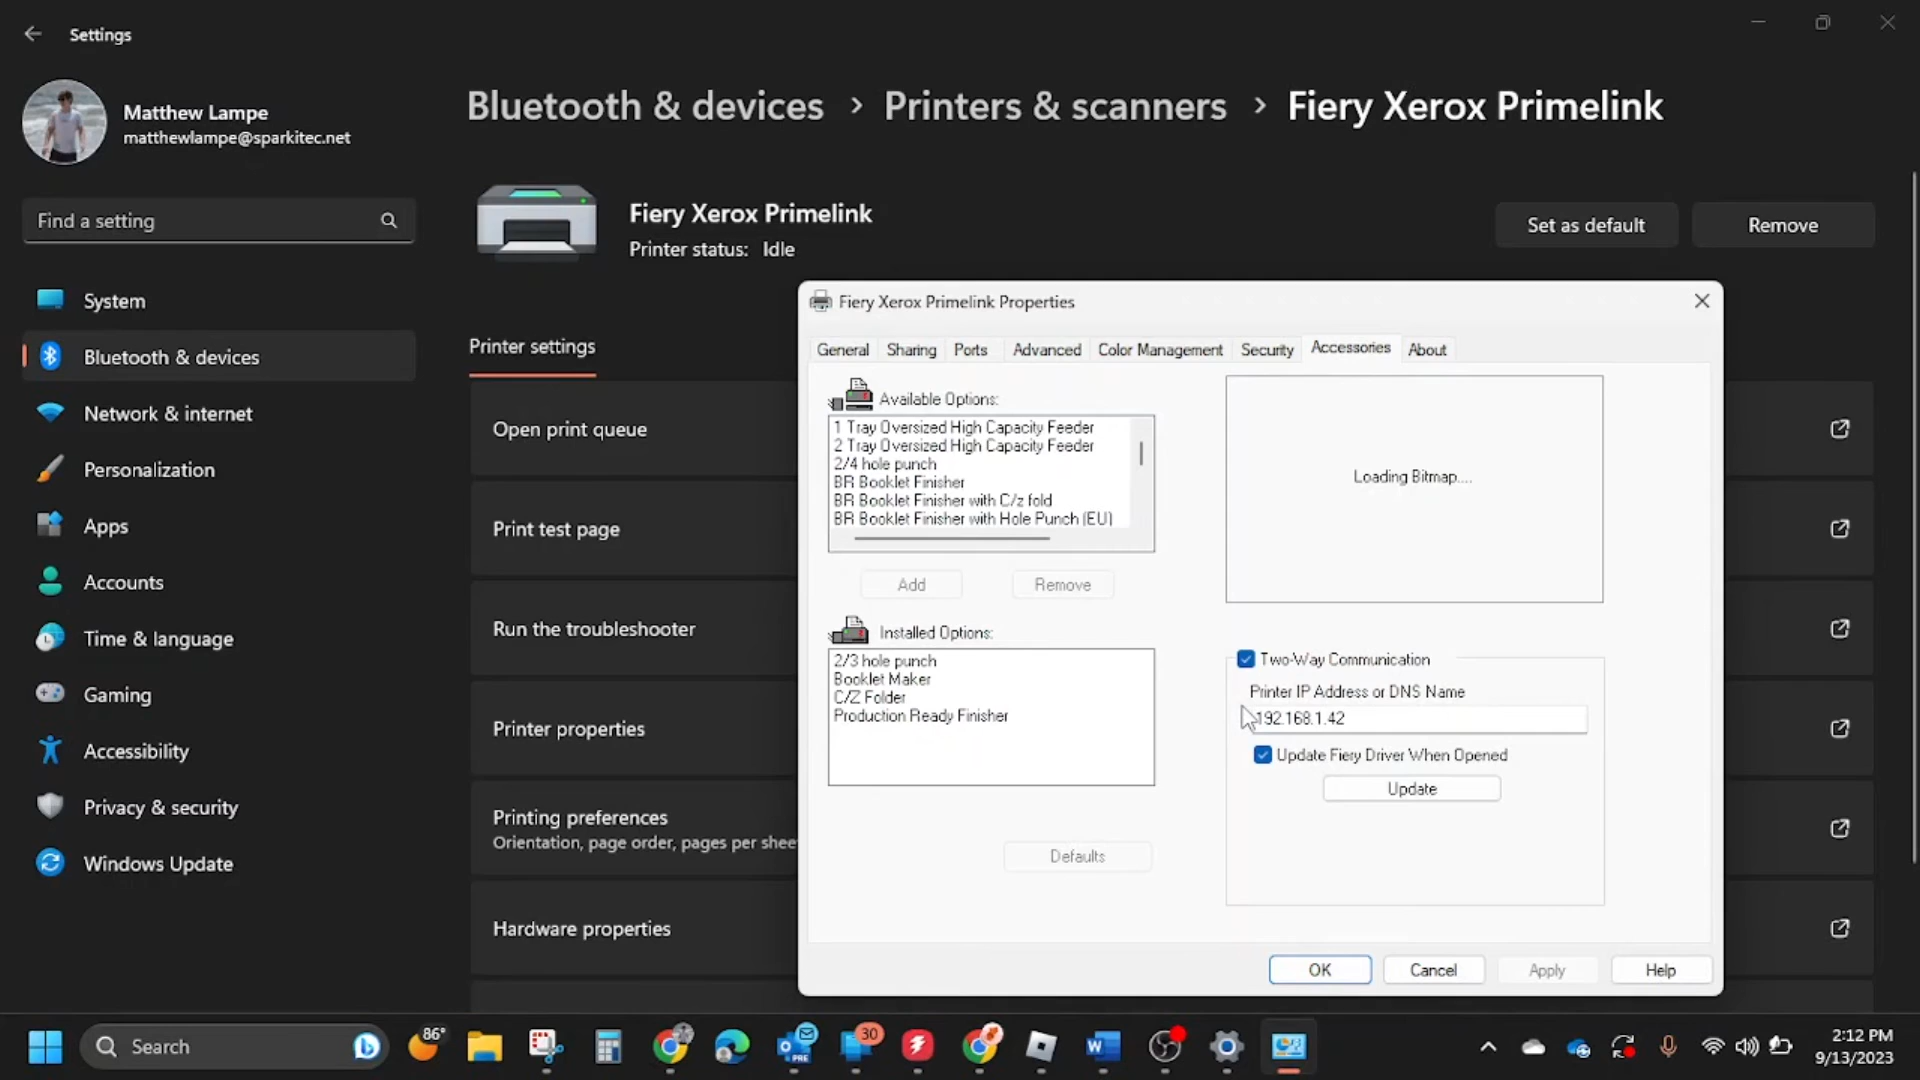 Settings
Matthew Lampe
matthewlampe@sparkitec.net
Find a setting
System
Bluetooth & devices
Network & internet
Personalization
Apps
Accounts
Time & language
Gaming
Accessibility
Privacy & security
Windows Update
Bluetooth & devices > Printers & scanners > Fiery Xerox Primelink
Fiery Xerox Primelink
Printer status: Idle
Set as default
Remove
Printer settings
Open print queue
Print test page
Run the troubleshooter
Printer properties
Printing preferences
Orientation, page order, pages per shee
Hardware properties
Fiery Xerox Primelink Properties
General Sharing Ports Advanced Color Management Security Accessories About
Available Options:
1 Tray Oversized High Capacity Feeder
2 Tray Oversized High Capacity Feeder
2/4 hole punch
BR Booklet Finisher
BR Booklet Finisher with C/z fold
BR Booklet Finisher with Hole Punch (EU)
Add Remove
Installed Options:
2/3 hole punch
Booklet Maker
C/Z Folder
Production Ready Finisher
Defaults
Loading Bitmap....
Two-Way Communication
Printer IP Address or DNS Name
192.168.1.42
Update Fiery Driver When Opened
Update
OK Cancel Apply Help
Search
86°
PRE
30
2:12 PM
9/13/2023